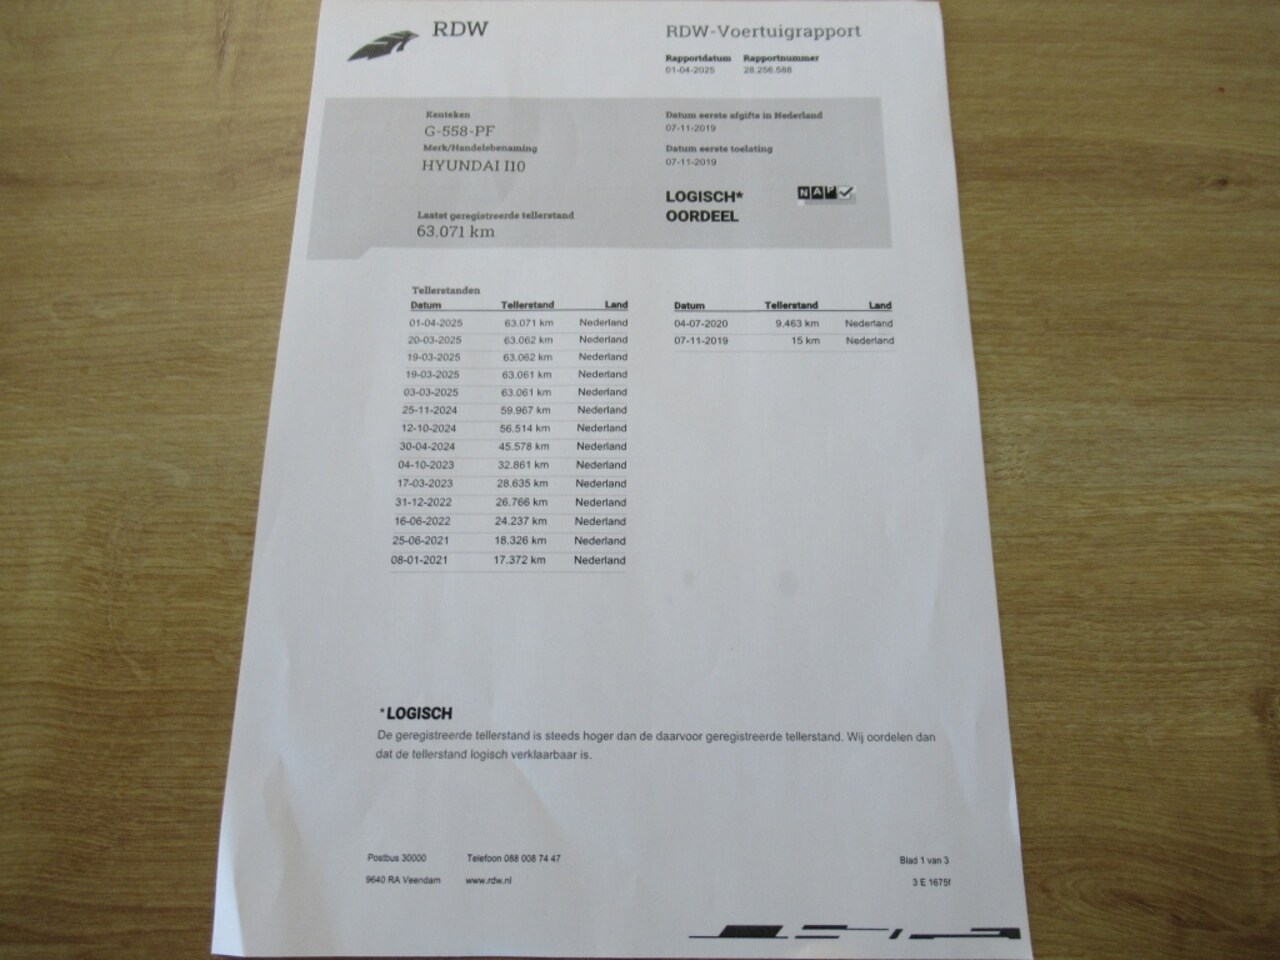 RDW
RDW-Voertuigrapport
Rapportdatum Rapportnummer
01-04-2025 28.256.588
Kenteken
G-558-PF
Merk/Handelsbenaming
HYUNDAI I10
Laatst geregistreerde tellerstand
63.071 km
Datum eerste afgifte in Nederland
07-11-2019
Datum eerste toelating
07-11-2019
LOGISCH*
OORDEEL
NAP
Tellerstanden
Datum Tellerstand Land
01-04-2025 63.071 km Nederland
20-03-2025 63.062 km Nederland
19-03-2025 63.062 km Nederland
19-03-2025 63.061 km Nederland
03-03-2025 63.061 km Nederland
25-11-2024 59.967 km Nederland
12-10-2024 56.514 km Nederland
30-04-2024 45.578 km Nederland
04-10-2023 32.861 km Nederland
17-03-2023 28.635 km Nederland
31-12-2022 26.766 km Nederland
16-06-2022 24.237 km Nederland
25-06-2021 18.326 km Nederland
08-01-2021 17.372 km Nederland
Datum Tellerstand Land
04-07-2020 9.463 km Nederland
07-11-2019 15 km Nederland
*LOGISCH
De geregistreerde tellerstand is steeds hoger dan de daarvoor geregistreerde tellerstand. Wij oordelen dan
dat de tellerstand logisch verklaarbaar is.
Postbus 30000 Telefoon 088 008 74 47
9640 RA Veendam www.rdw.nl
Blad 1 van 3
3 E 1675f